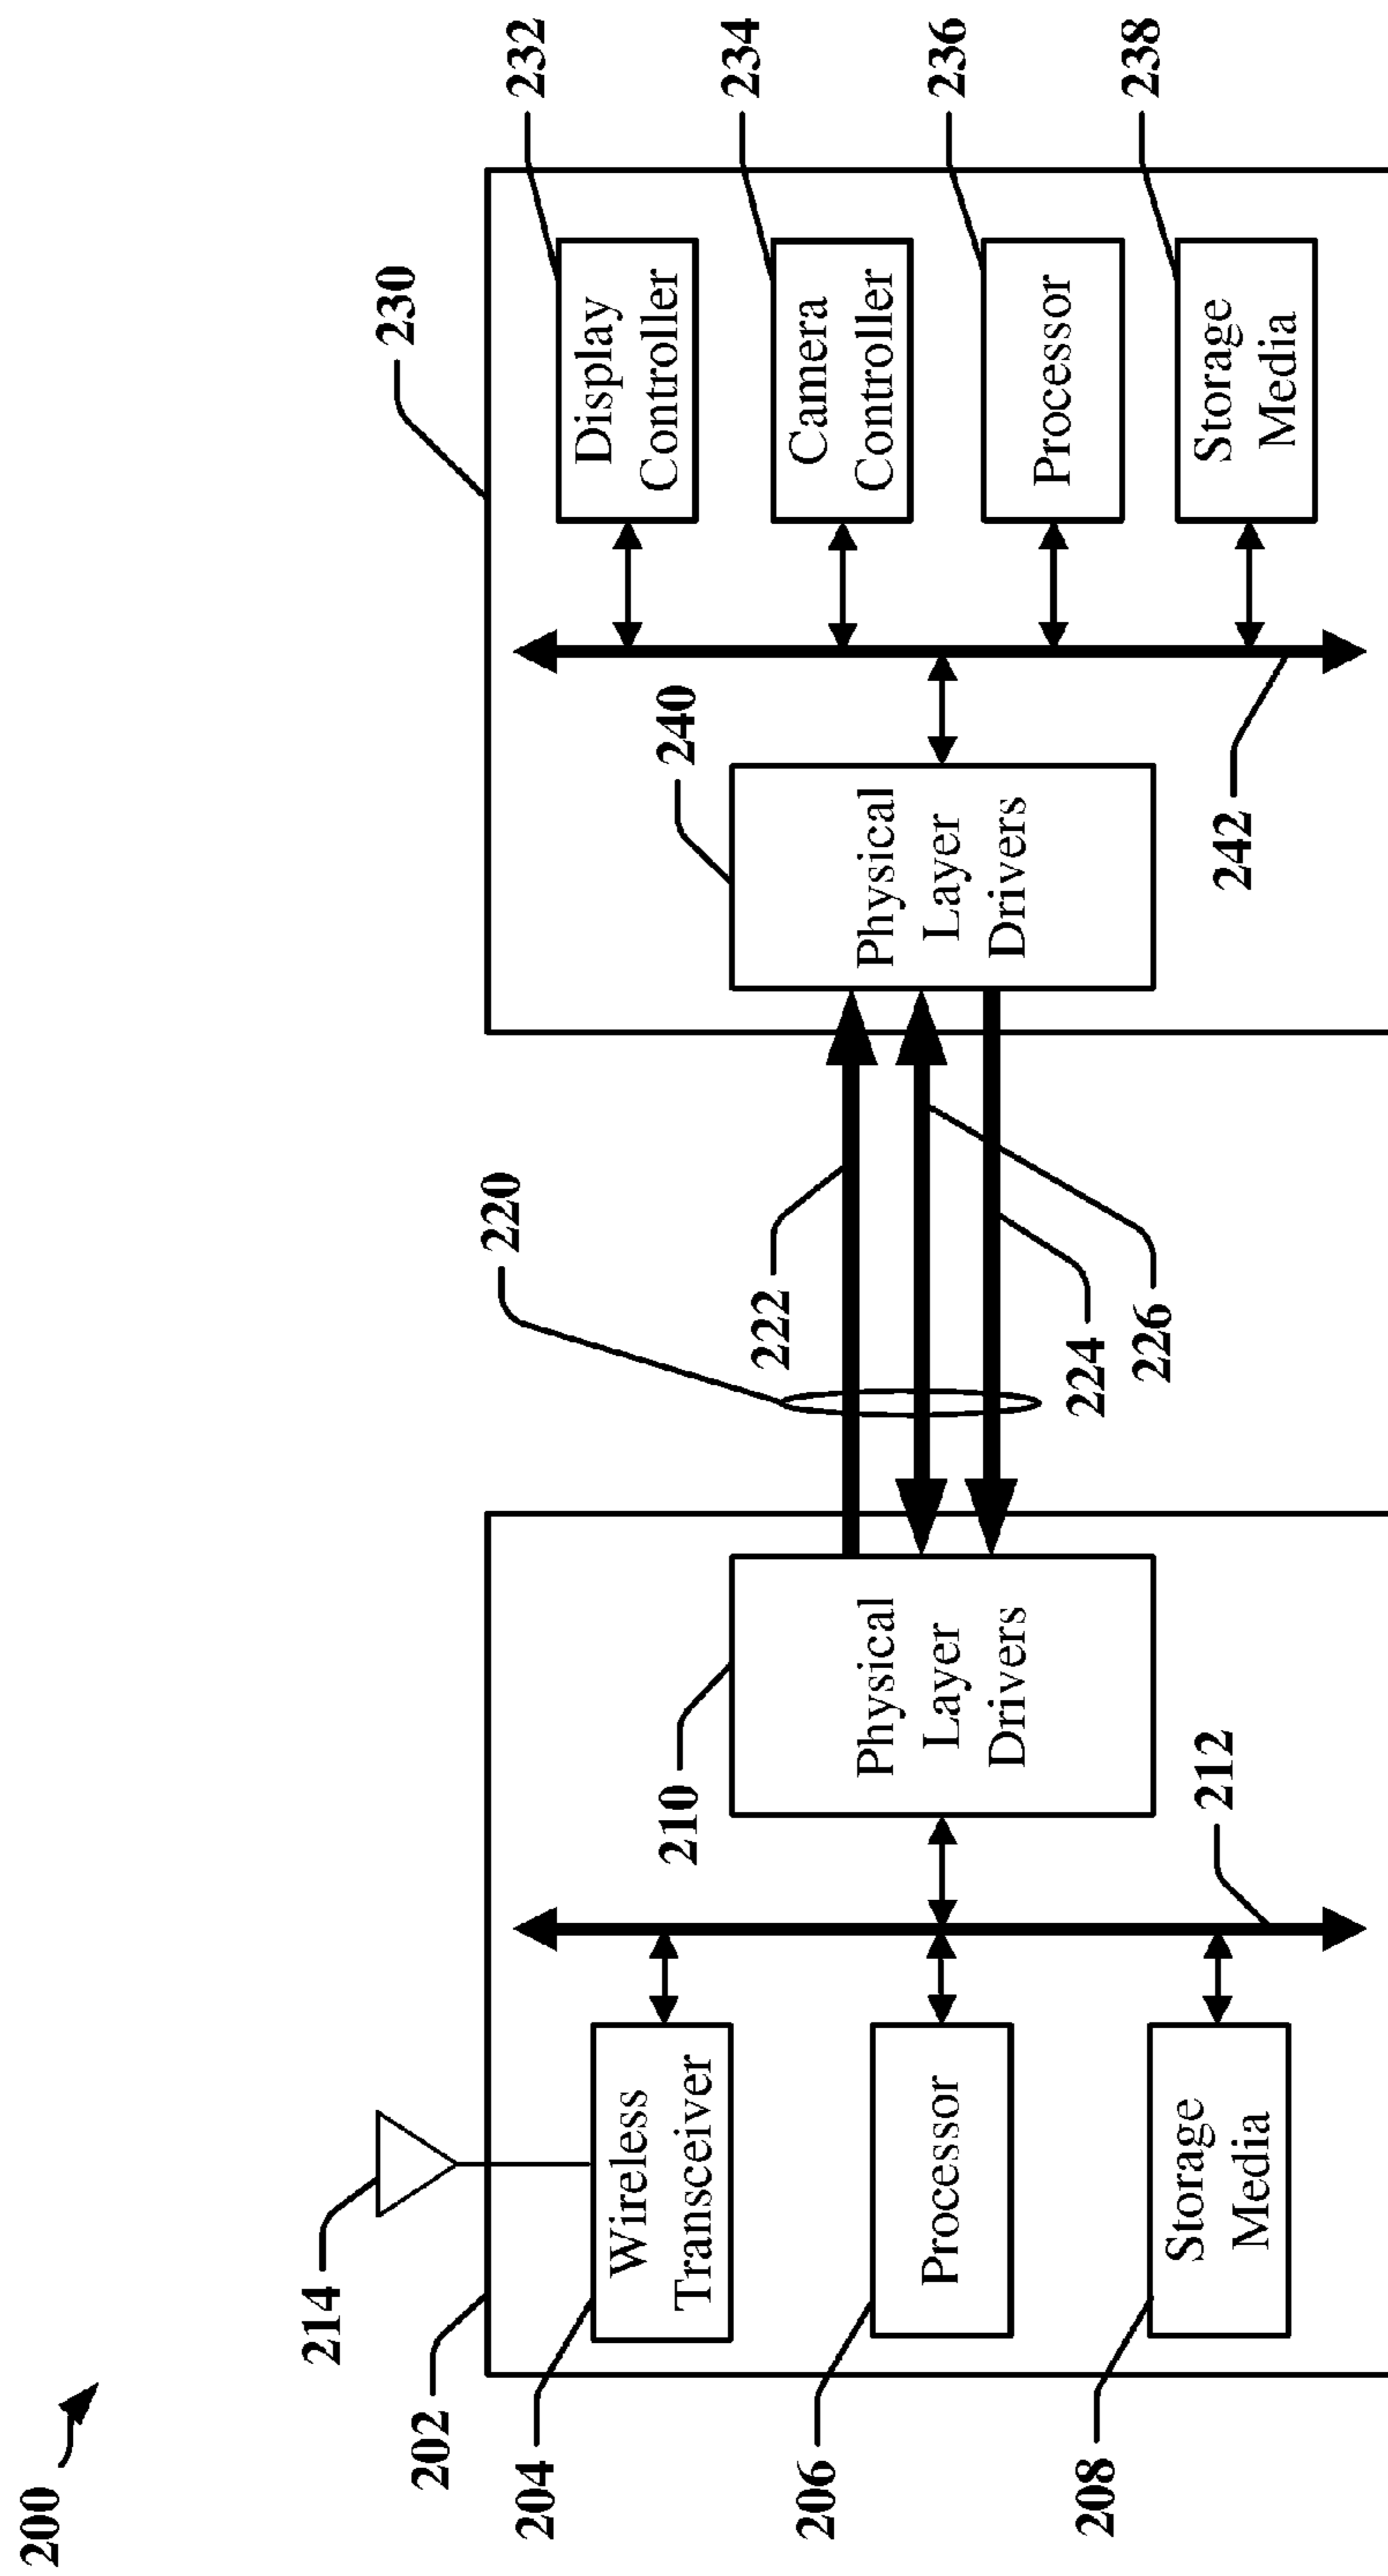 200
214
202
204
Wireless
Transceiver
206
Processor
208
Storage
Media
210
Physical
Layer
Drivers
212
220
222
224
226
230
240
Physical
Layer
Drivers
242
232
Display
Controller
234
Camera
Controller
236
Processor
238
Storage
Media